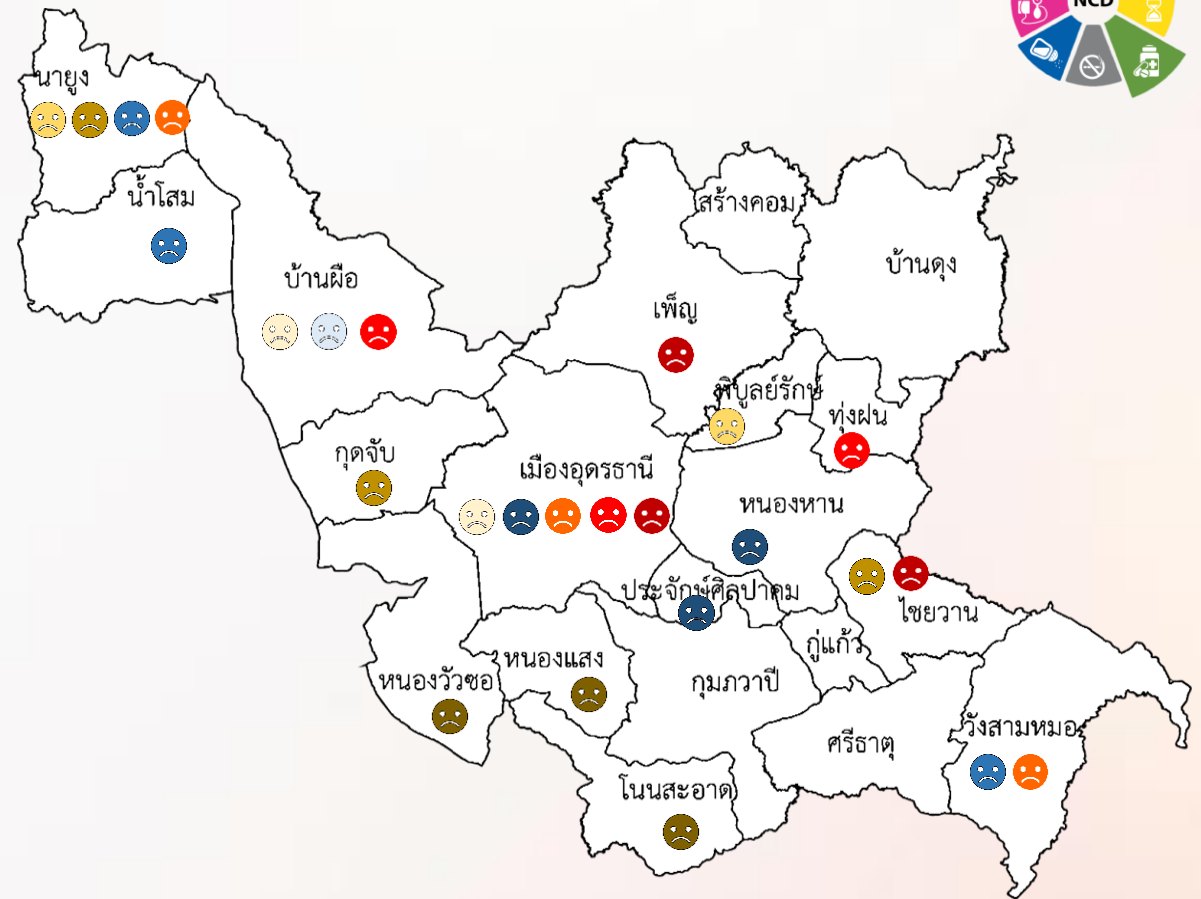 NCD
นายูง
น้ำโสม
สร้างคอม
บ้านดุง
บ้านผือ
เพ็ญ
พิบูลย์รักษ์
ทุ่งฝน
กุดจับ
เมืองอุดรธานี
หนองหาน
ประจักษ์ศิลปาคม
ไชยวาน
กู่แก้ว
หนองแสง
หนองวัวซอ
กุมภวาปี
วังสามหมอ
ศรีธาตุ
โนนสะอาด